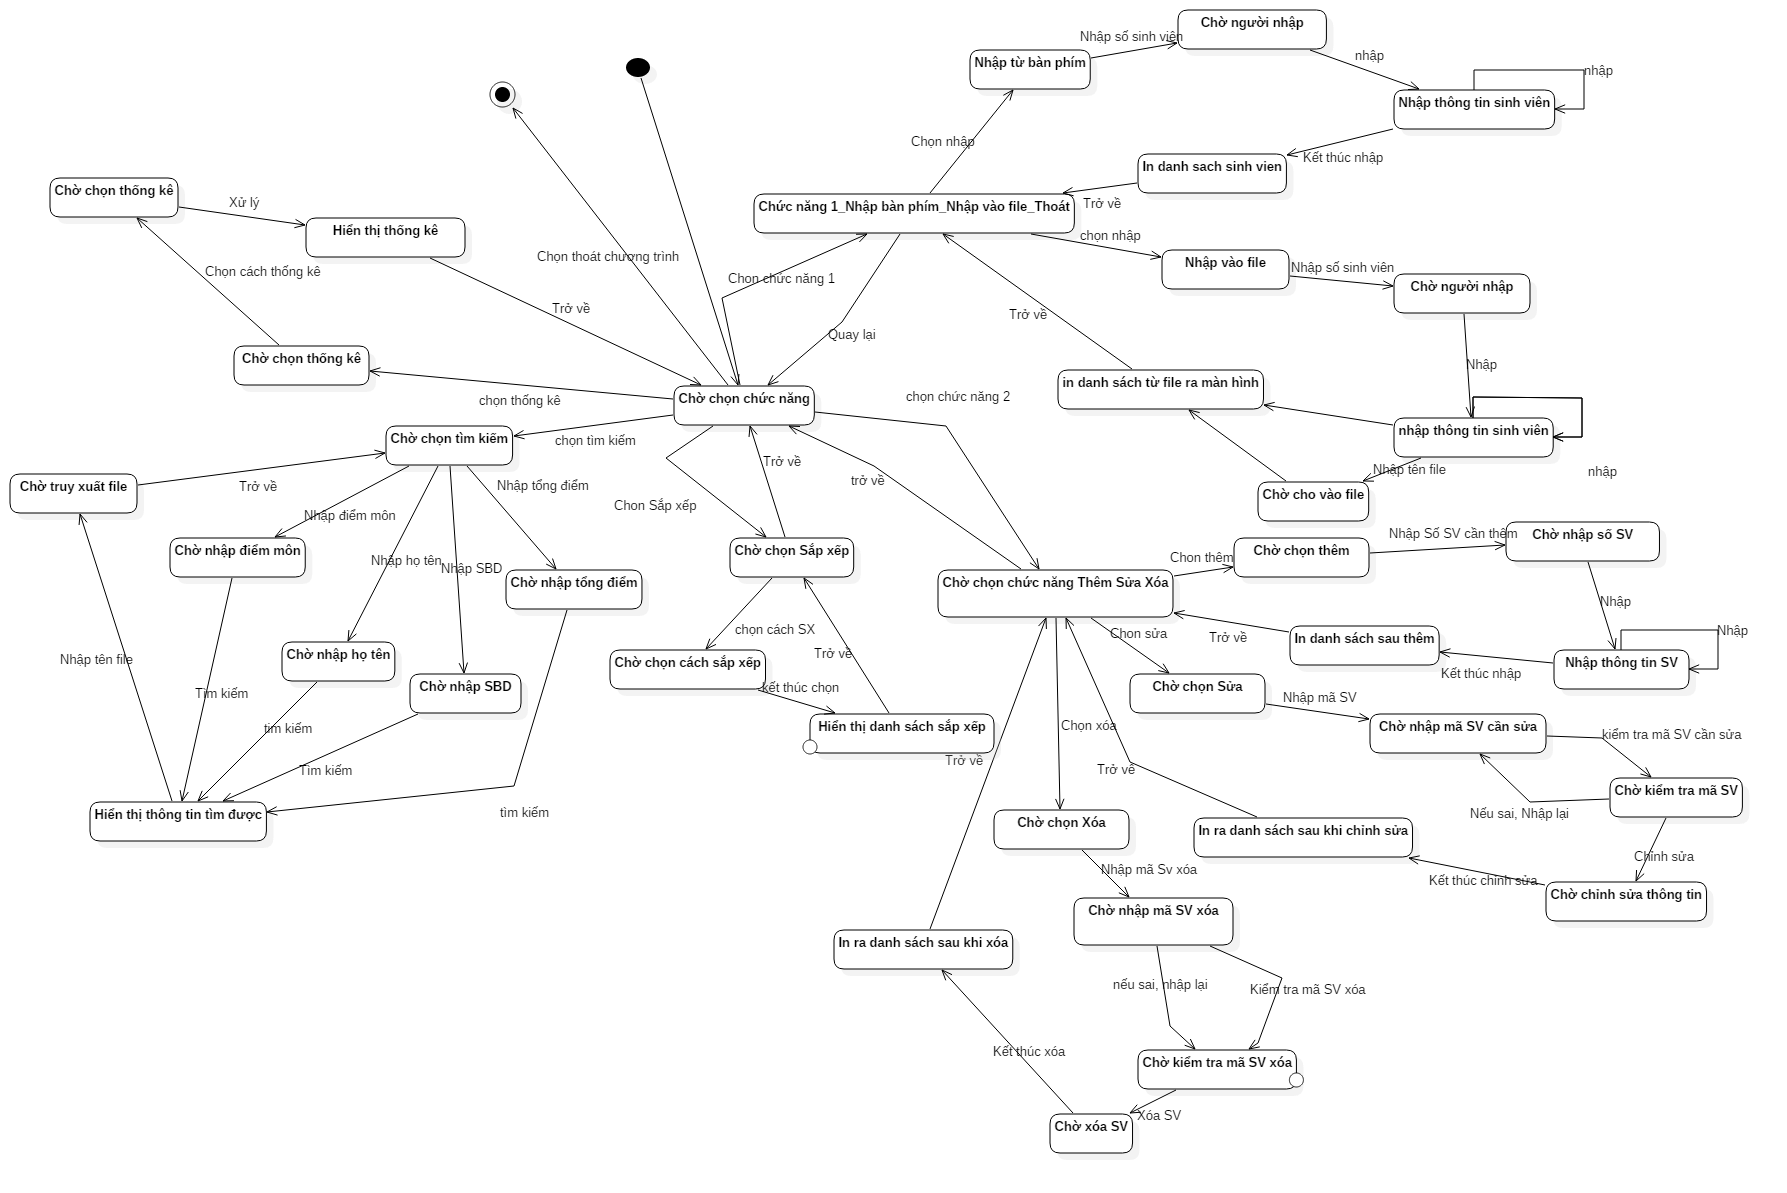 Chờ người nhập
Nhập số sinh viên
nhập
Nhập từ bàn phím
nhập
Nhập thông tin sinh viên
Chọn nhập
Kết thúc nhập
In danh sach sinh vien
Chờ chọn thống kê
Xử lý
Trở về
Chức năng 1_Nhập bàn phím_Nhập vào file_Thoát
Hiển thị thống kê
chọn nhập
Chọn thoát chương trình
Nhập vào file
Nhập số sinh viên
Chọn cách thống kê
Chon chức năng 1
Chờ người nhập
Trở về
Trở về
Quay lại
Chờ chọn thống kê
Nhập
in danh sách từ file ra màn hình
chọn thống kê
Chờ chọn chức năng
chọn chức năng 2
nhập thông tin sinh viên
Chờ chọn tìm kiếm
chọn tìm kiếm
Trở về
Nhập tên file
nhập
Chờ truy xuất file
Trở về
Nhập tổng điểm
trở về
Chờ cho vào file
Nhập điểm môn
Chon Sắp xếp
Nhập Số SV cần thêm
Chờ nhập số SV
Chờ nhập điểm môn
Nhập họ tên
Nhập SBD
Chờ chọn Sắp xếp
Chon thêm
Chờ chọn thêm
Chờ nhập tổng điểm
Chờ chọn chức năng Thêm Sửa Xóa
Nhập
chọn cách SX
Chon sửa
Trở về
In danh sách sau thêm
Nhập
Nhập tên file
Chờ nhập họ tên
Trở về
Chờ chọn cách sắp xếp
Kết thúc nhập
Nhập thông tin SV
Tìm kiếm
Chờ nhập SBD
kết thúc chọn
Chờ chọn Sửa
Nhập mã SV
tìm kiếm
Hiển thị danh sách sắp xếp
Chọn xóa
Chờ nhập mã SV cần sửa
kiểm tra mã SV cần sửa
Tìm kiếm
Trở về
Trở về
Hiển thị thông tin tìm được
tìm kiếm
Chờ kiểm tra mã SV
Chờ chọn Xóa
Nếu sai, Nhập lại
In ra danh sách sau khi chỉnh sửa
Chỉnh sửa
Nhập mã Sv xóa
Kết thúc chỉnh sửa
Chờ chỉnh sửa thông tin
Chờ nhập mã SV xóa
In ra danh sách sau khi xóa
nếu sai, nhập lại
Kiểm tra mã SV xóa
Kết thúc xóa
Chờ kiểm tra mã SV xóa
Xóa SV
Chờ xóa SV